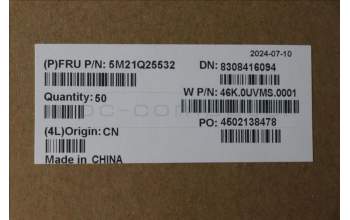 2024-07-10
(P)FRU P/N: 5M21Q25532 DN: 8308416094
Quantity: 50 W P/N: 46K.0UVMS.0001
(4L)Origin: CN PO: 4502138478
Made in CHINA